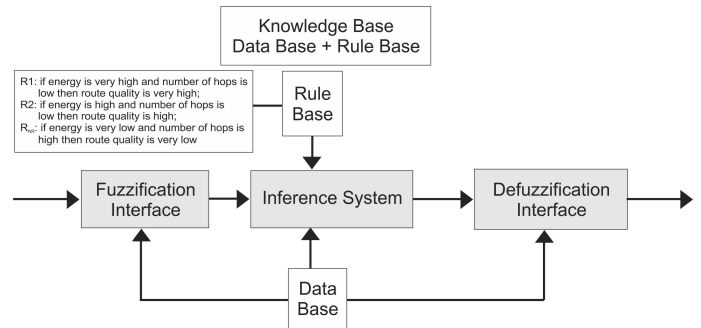 Knowledge Base
Data Base + Rule Base
R1: if energy is very high and number of hops is
low then route quality is very high;
R2: if energy is high and number of hops is
low then route quality is high;
R: if energy is very low and number of hops is
high then route quality is very low
Rule
Base
Fuzzification
Interface
Inference System
Defuzzification
Interface
Data
Base